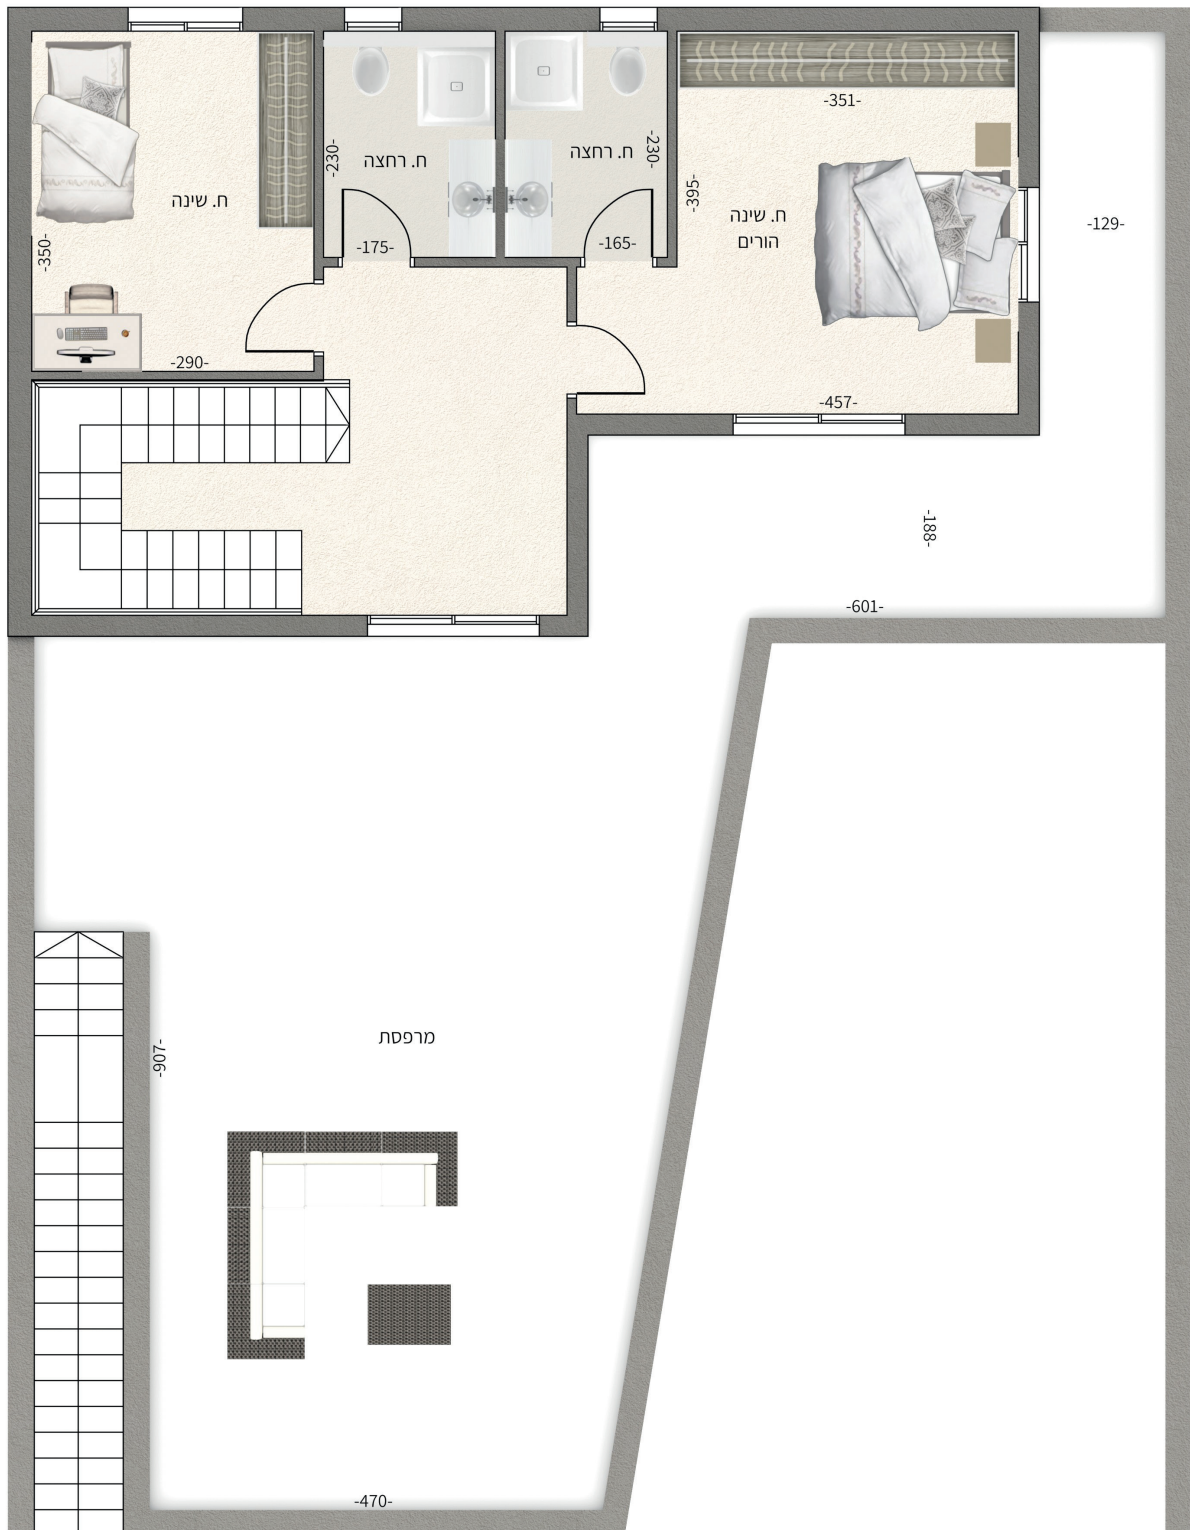 -351-
-230-
-230-
ח. רחצה
ח. רחצה
-395-
ח. שינה
ח. שינה
הורים
-129-
-350-
-175-
-165-
-290-
-457-
-188-
-601-
מרפסת
-907-
-470-